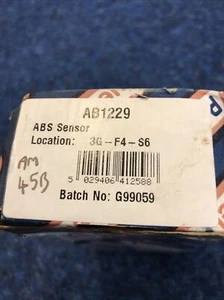 AB1229
ABS Sensor
Location: 3G-F4-S6
AM
45B
5 029406 412588
Batch No: G99059